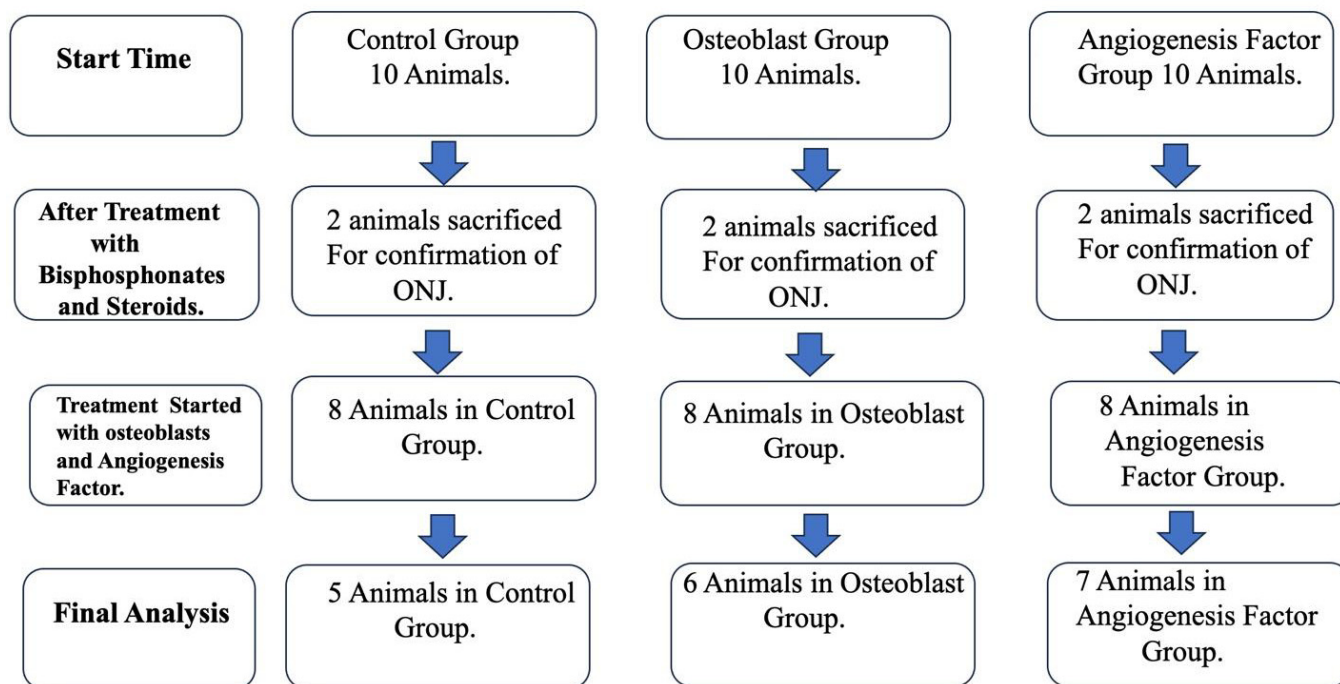 Start Time
Control Group
10 Animals.
Osteoblast Group
10 Animals.
Angiogenesis Factor
Group 10 Animals.
After Treatment
with
Bisphosphonates
and Steroids.
2 animals sacrificed
For confirmation of
ONJ.
2 animals sacrificed
For confirmation of
ONJ.
2 animals sacrificed
For confirmation of
ONJ.
Treatment Started
with osteoblasts
and Angiogenesis
Factor.
8 Animals in Control
Group.
8 Animals in Osteoblast
Group.
8 Animals in
Angiogenesis
Factor Group.
Final Analysis
5 Animals in Control
Group.
6 Animals in Osteoblast
Group.
7 Animals in
Angiogenesis Factor
Group.